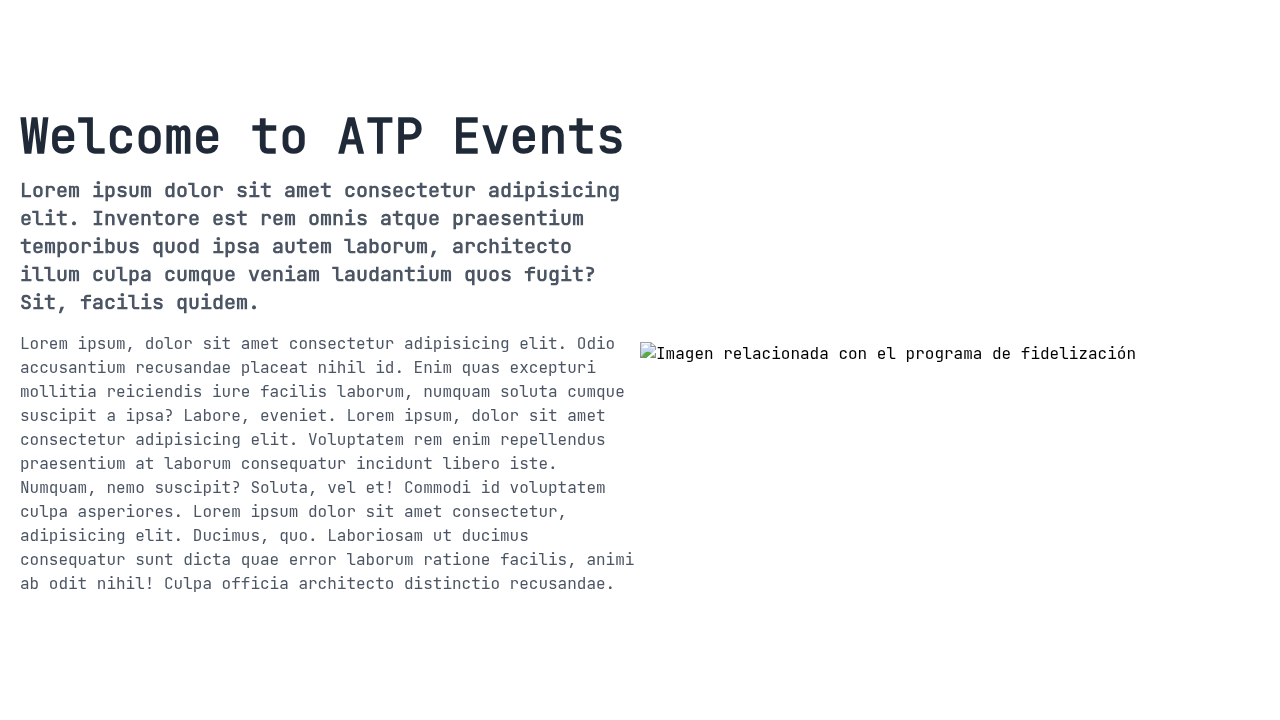 Welcome to ATP Events
Lorem ipsum dolor sit amet consectetur adipisicing
elit. Inventore est rem omnis atque praesentium
temporibus quod ipsa autem laborum, architecto
illum culpa cumque veniam laudantium quos fugit?
Sit, facilis quidem.
Lorem ipsum, dolor sit amet consectetur adipisicing elit. Odio
accusantium recusandae placeat nihil id. Enim quas excepturi
mollitia reiciendis iure facilis laborum, numquam soluta cumque
suscipit a ipsa? Labore, eveniet. Lorem ipsum, dolor sit amet
consectetur adipisicing elit. Voluptatem rem enim repellendus
praesentium at laborum consequatur incidunt libero iste.
Numquam, nemo suscipit? Soluta, vel et! Commodi id voluptatem
culpa asperiores. Lorem ipsum dolor sit amet consectetur,
adipisicing elit. Ducimus, quo. Laboriosam ut ducimus
consequatur sunt dicta quae error laborum ratione facilis, animi
ab odit nihil! Culpa officia architecto distinctio recusandae.
Imagen relacionada con el programa de fidelización